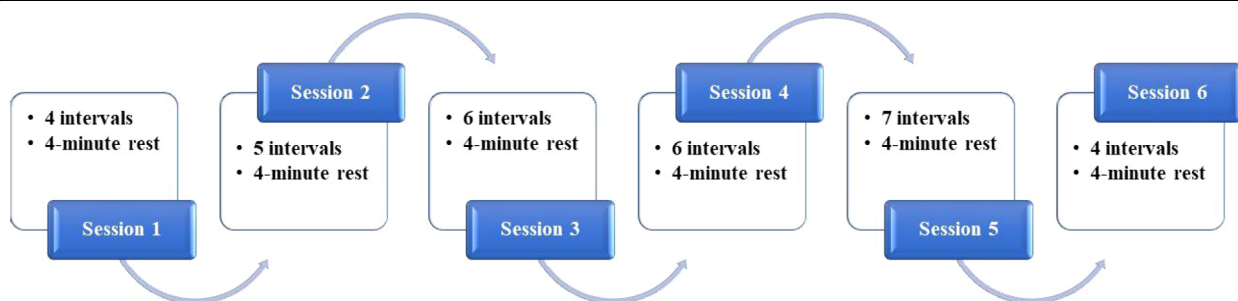 • 4 intervals
• 4-minute rest
Session 1
Session 2
• 5 intervals
• 4-minute rest
• 6 intervals
• 4-minute rest
Session 3
Session 4
• 6 intervals
• 4-minute rest
• 7 intervals
• 4-minute rest
Session 5
Session 6
• 4 intervals
• 4-minute rest